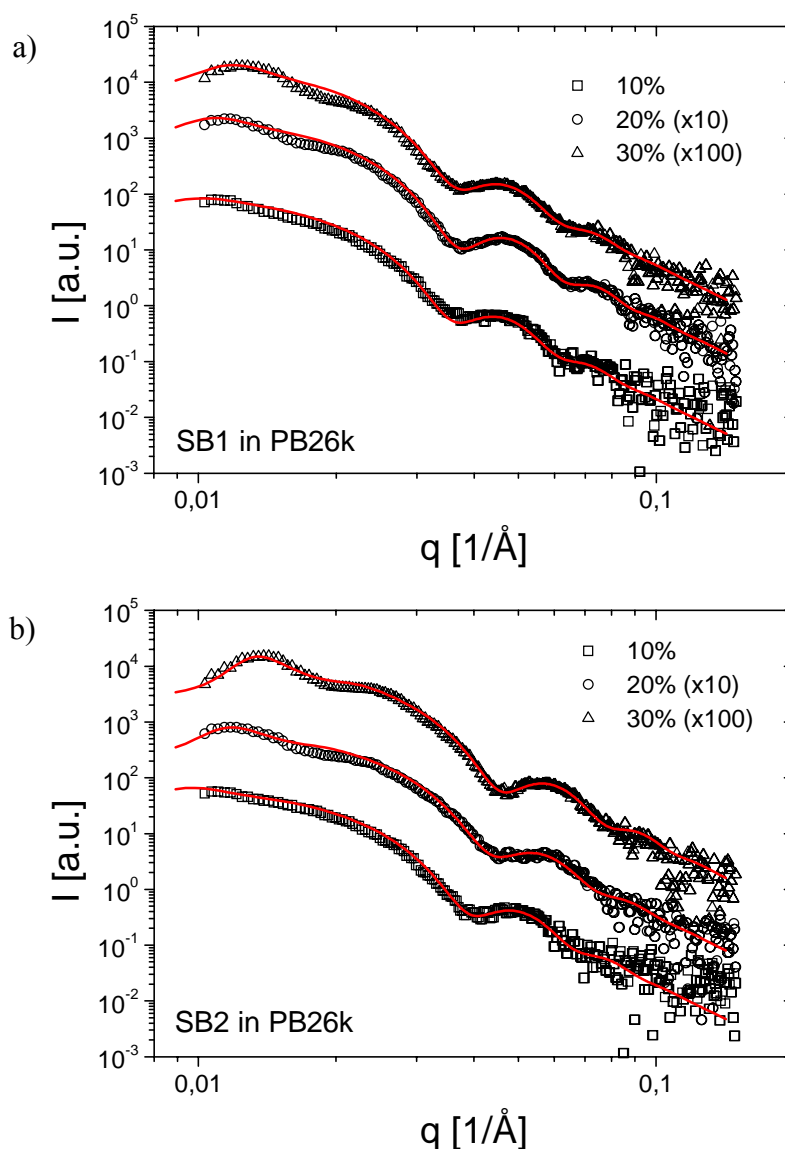 a)
10^5
10^4
10^3
10^2
10^1
10^0
10^-1
10^-2
10^-3
I [a.u.]
10%
20% (x10)
30% (x100)
SB1 in PB26k
0,01
0,1
q [1/Å]
b)
10^5
10^4
10^3
10^2
10^1
10^0
10^-1
10^-2
10^-3
I [a.u.]
10%
20% (x10)
30% (x100)
SB2 in PB26k
0,01
0,1
q [1/Å]